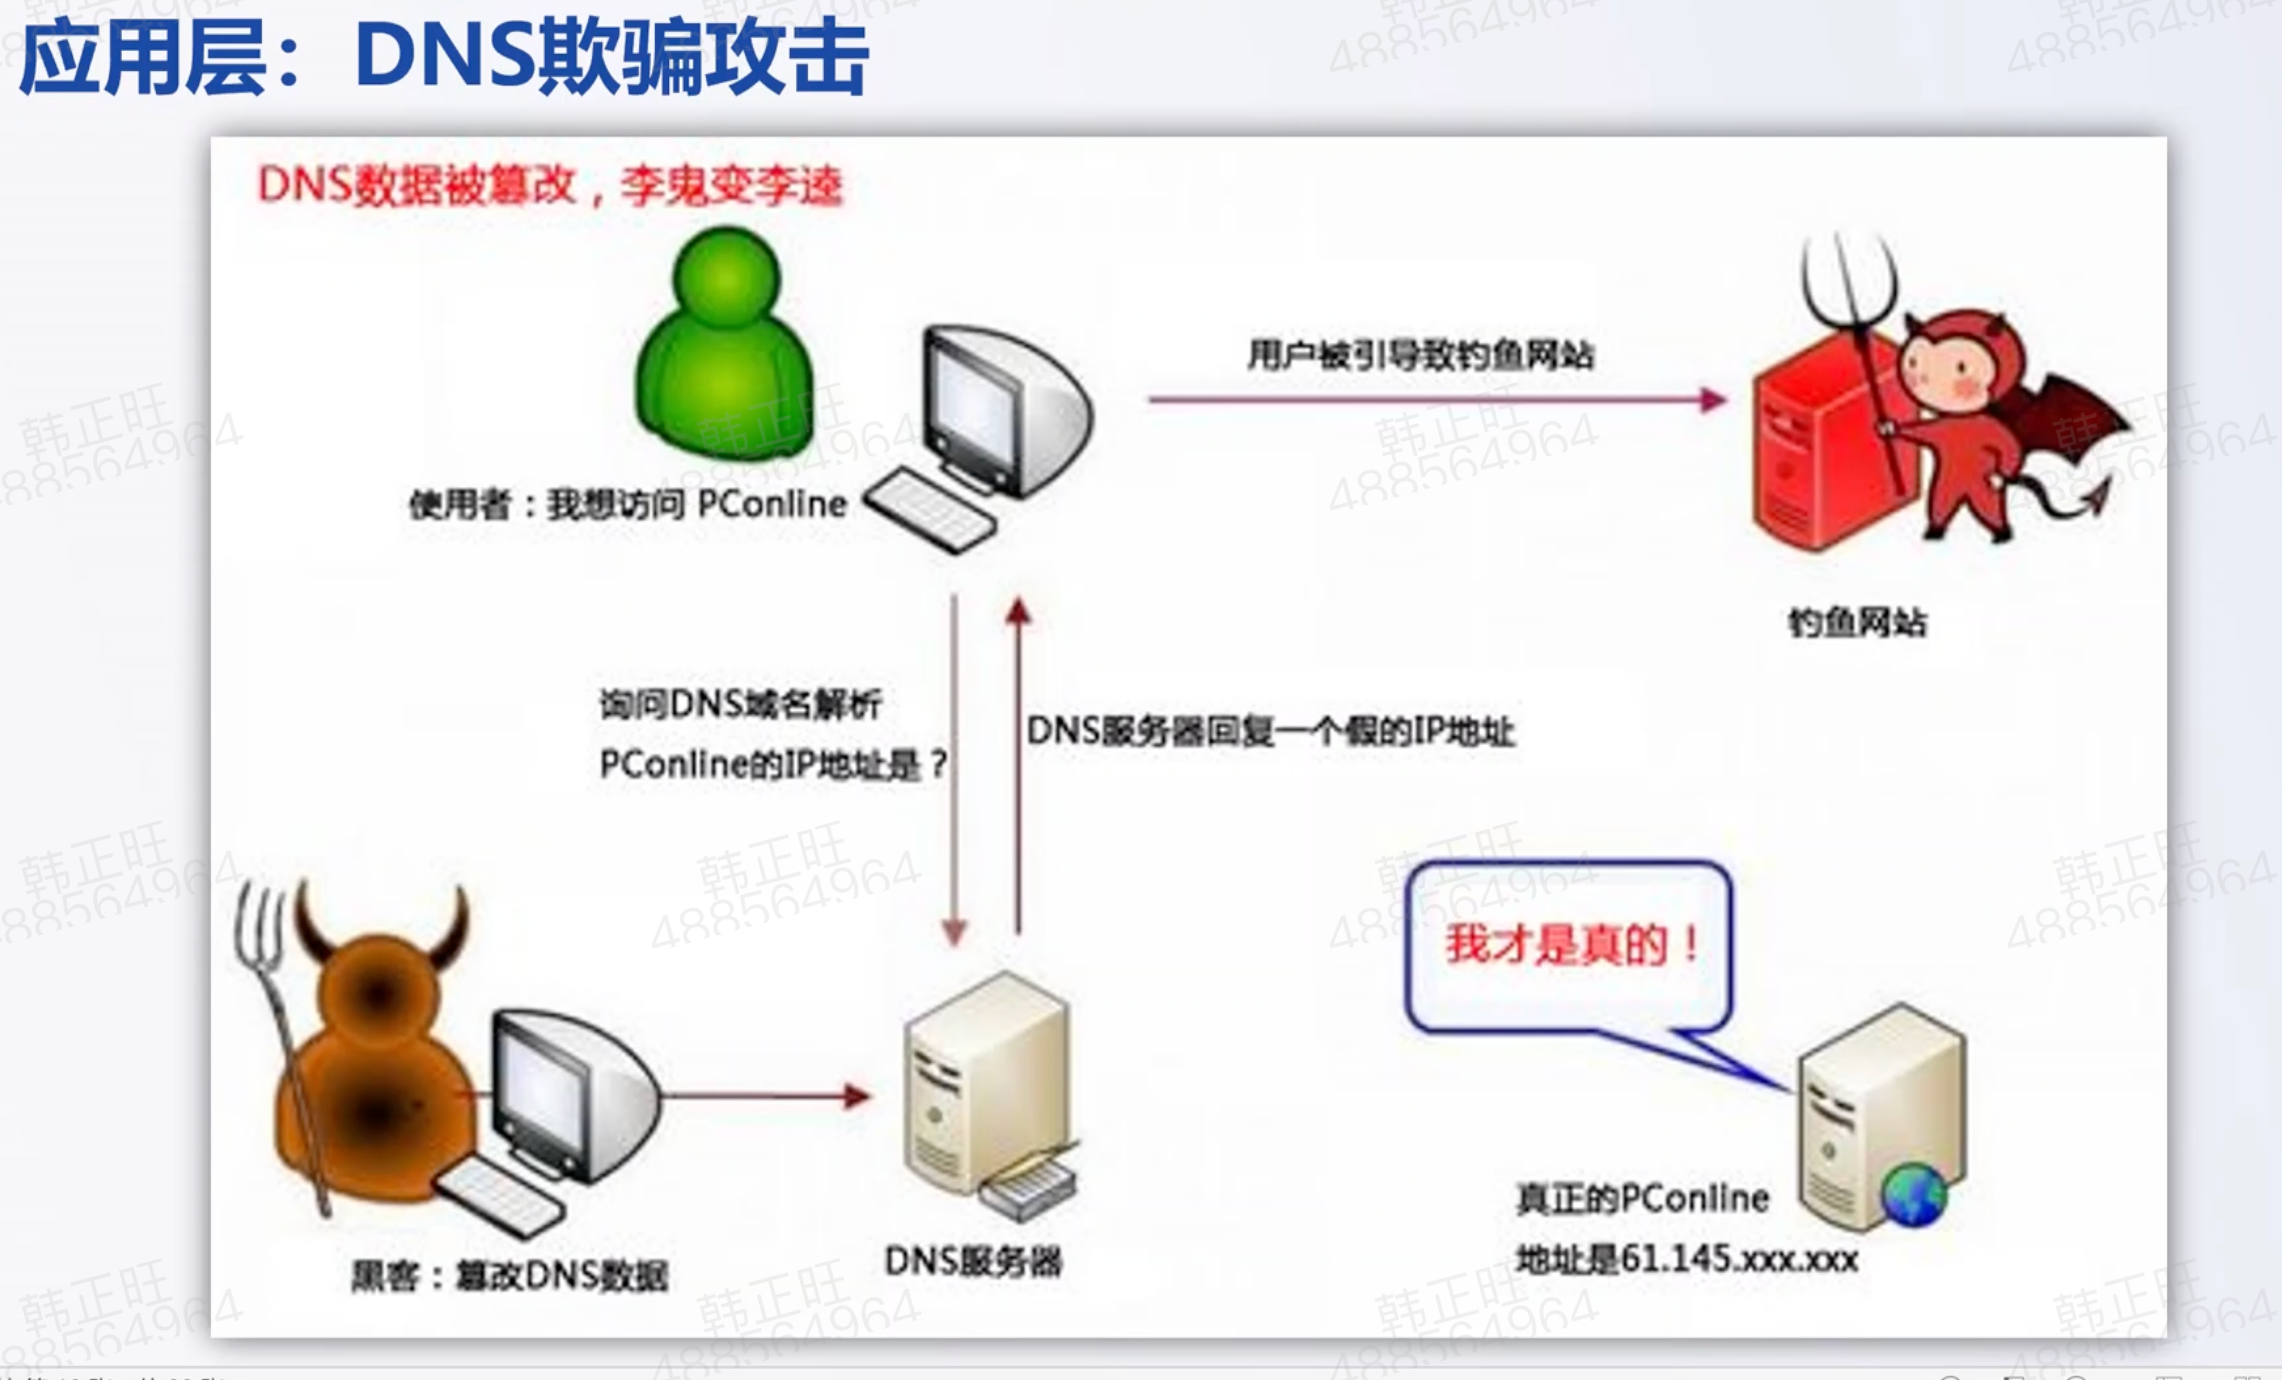 应用层：DNS欺骗攻击
DNS数据被篡改，李鬼变李逵
用户被引导致钓鱼网站
使用者：我想访问 PConline
钓鱼网站
询问DNS域名解析
PConline的IP地址是？
DNS服务器回复一个假的IP地址
我才是真的！
真正的PConline
地址是61.145.xxx.xxx
DNS服务器
黑客：篡改DNS数据
韩正旺
488564964